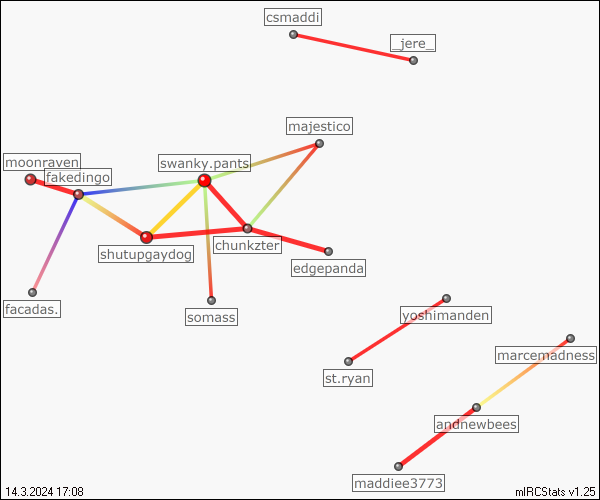 csmaddi
_jere_
majestico
moonraven
swanky.pants
fakedingo
chunkzter
shutupgaydog
edgepanda
facadas.
somass
yoshimanden
marcemadness
st.ryan
andnewbees
maddiee3773
14.3.2024 17:08
mIRCStats v1.25